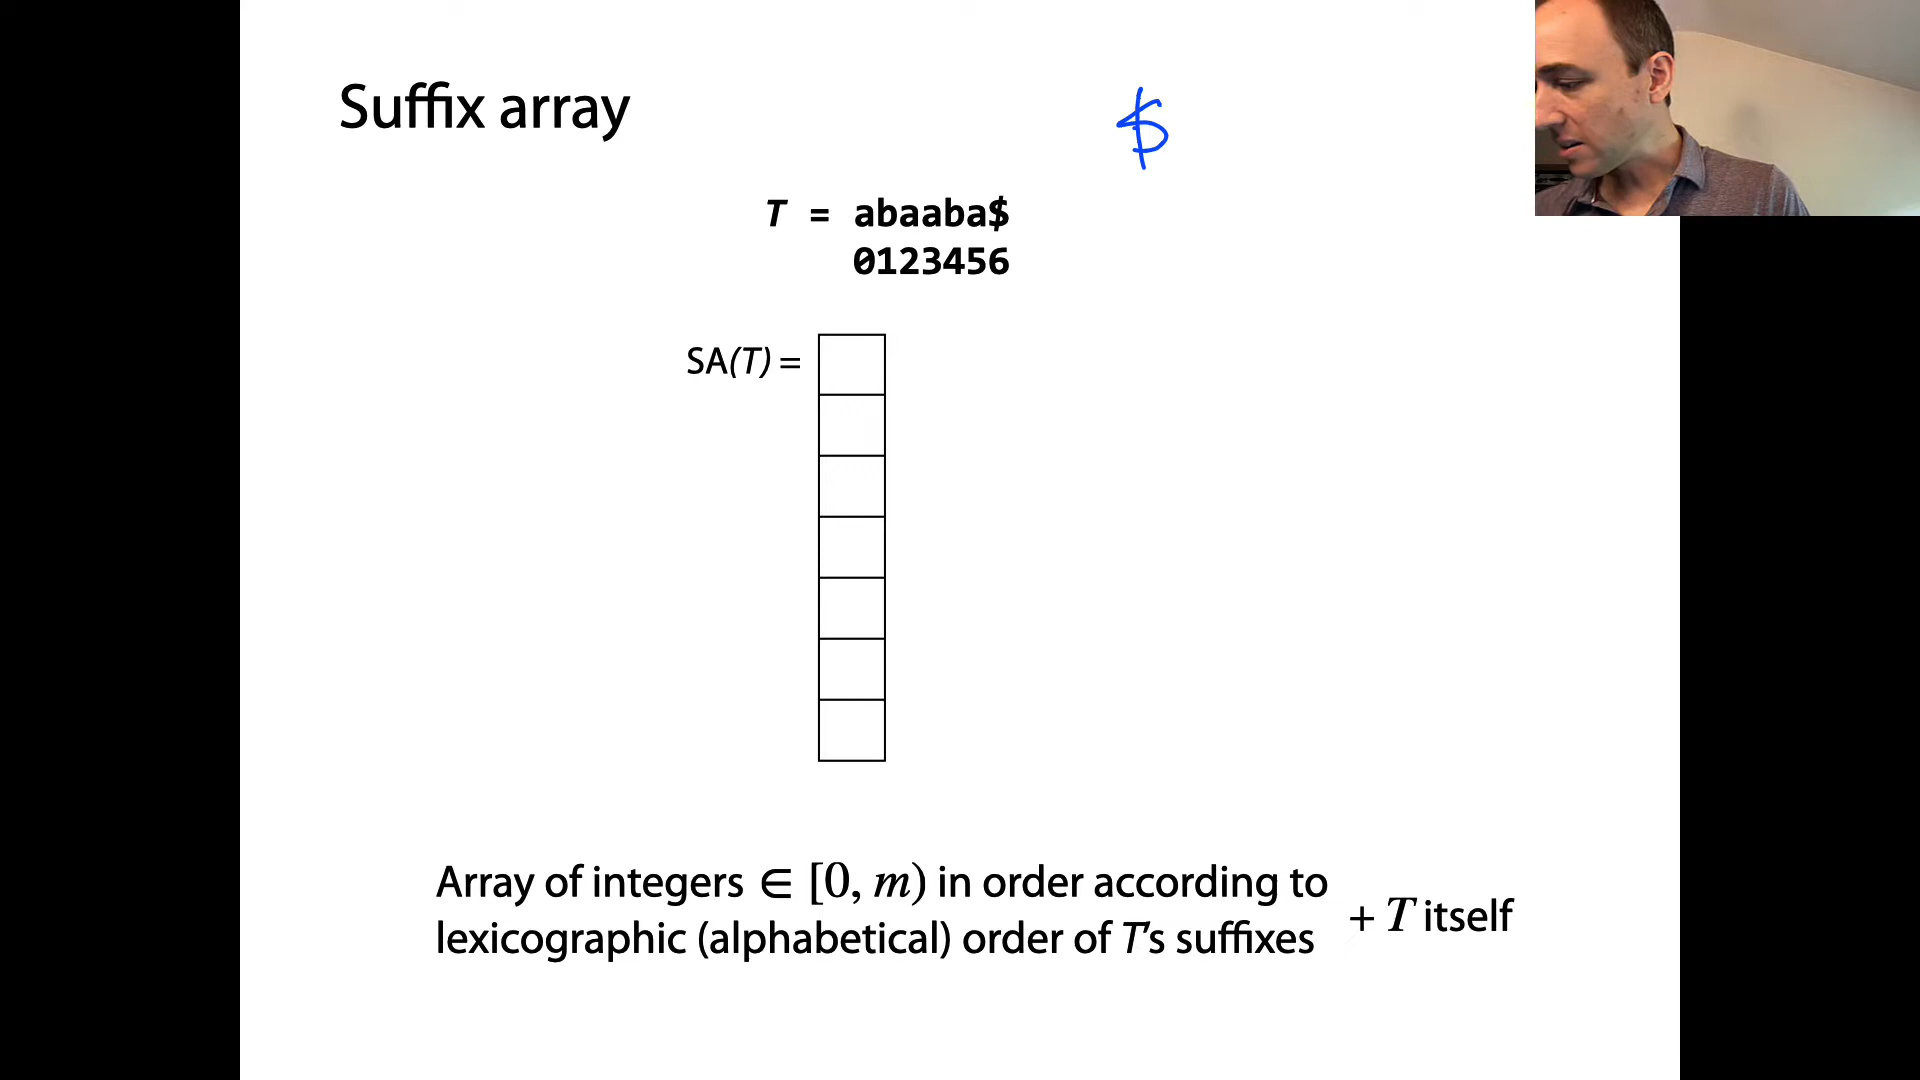 Suffix array
$
T = abaaba$
0123456
SA(T) =
Array of integers ∈ [0, m) in order according to
lexicographic (alphabetical) order of T's suffixes
+ T itself